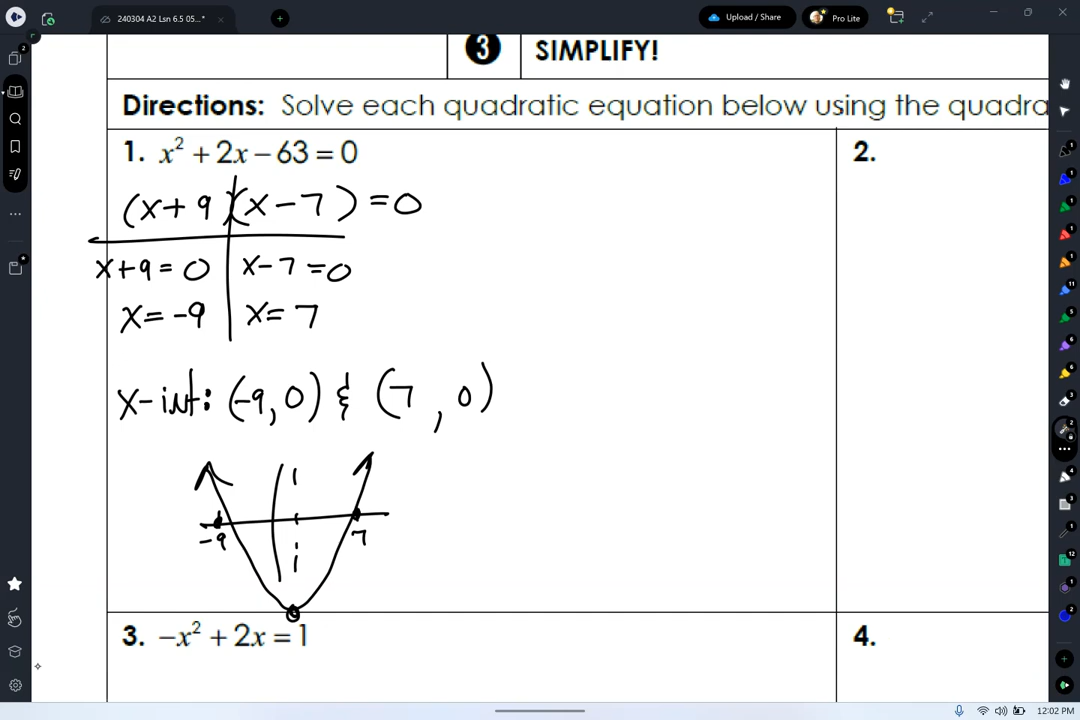 240304 A2 Lsn 6.5 05...*
Upload / Share
Pro Lite
3 SIMPLIFY!
Directions: Solve each quadratic equation below using the quadra
1. x² + 2x – 63 = 0
2.
(x + 9)(x – 7) = 0
x + 9 = 0 x – 7 = 0
x = -9 x = 7
x-int: (-9, 0) & (7, 0)
-9 7
3. –x² + 2x = 1
4.
12:02 PM